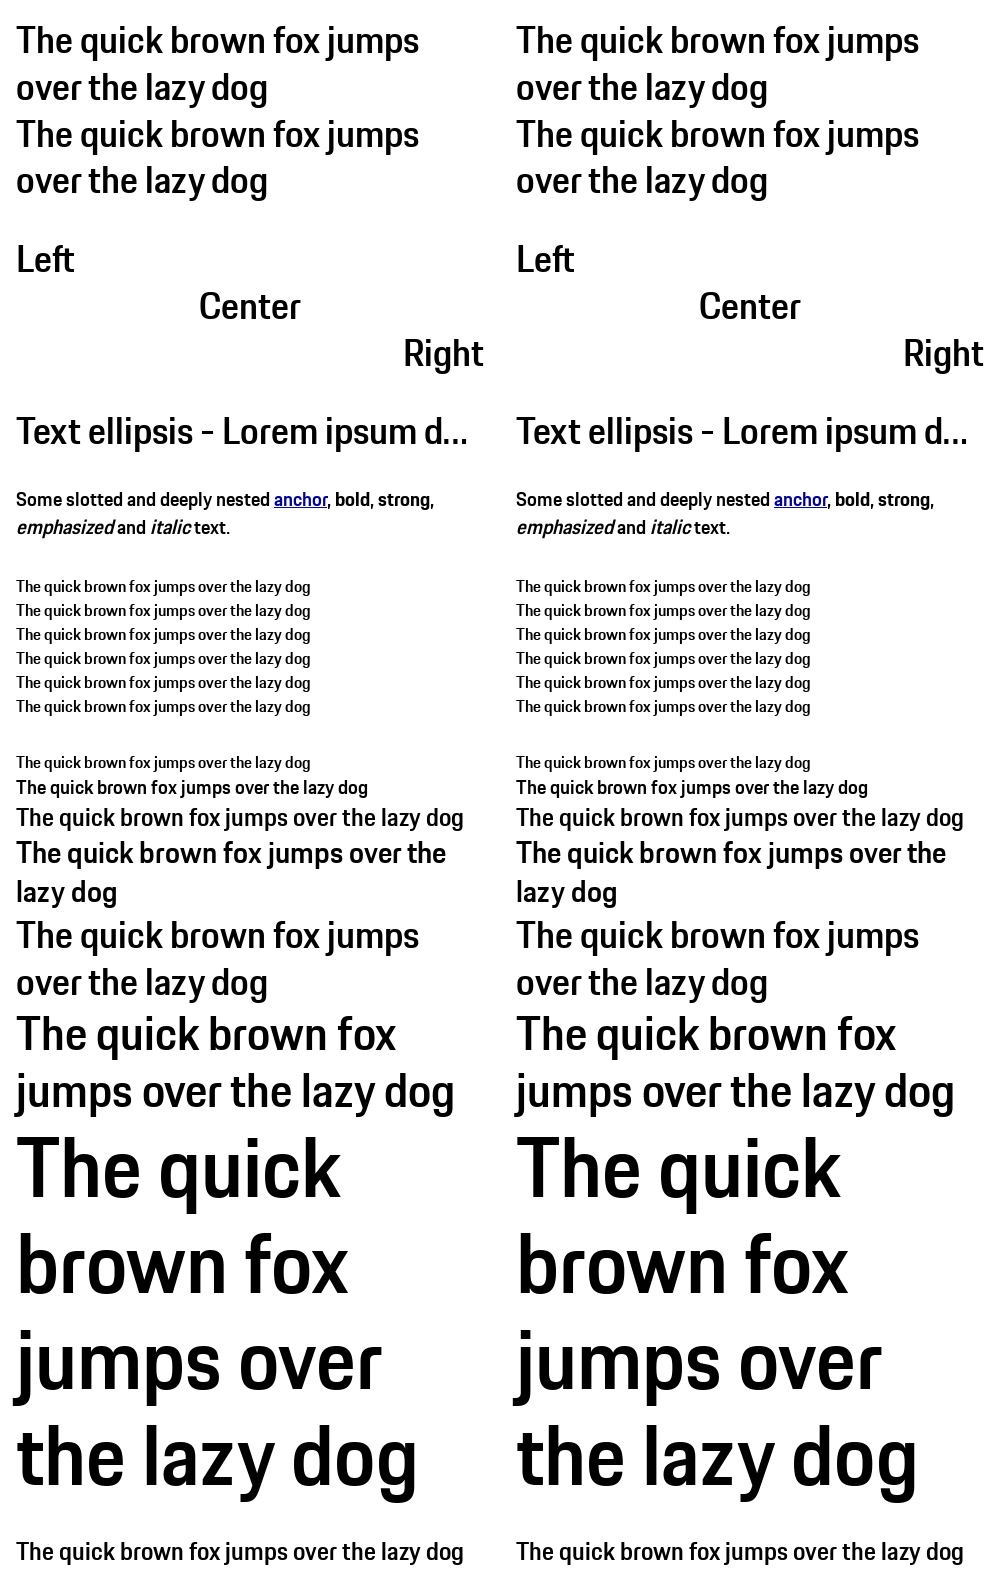 The quick brown fox jumps
over the lazy dog
The quick brown fox jumps
over the lazy dog
Left
Center
Right
Text ellipsis - Lorem ipsum d...
Some slotted and deeply nested anchor, bold, strong,
emphasized and italic text.
The quick brown fox jumps over the lazy dog
The quick brown fox jumps over the lazy dog
The quick brown fox jumps over the lazy dog
The quick brown fox jumps over the lazy dog
The quick brown fox jumps over the lazy dog
The quick brown fox jumps over the lazy dog
The quick brown fox jumps over the lazy dog
The quick brown fox jumps over the lazy dog
The quick brown fox jumps over the lazy dog
The quick brown fox jumps over the
lazy dog
The quick brown fox jumps
over the lazy dog
The quick brown fox
jumps over the lazy dog
The quick
brown fox
jumps over
the lazy dog
The quick brown fox jumps over the lazy dog
The quick brown fox jumps
over the lazy dog
The quick brown fox jumps
over the lazy dog
Left
Center
Right
Text ellipsis - Lorem ipsum d...
Some slotted and deeply nested anchor, bold, strong,
emphasized and italic text.
The quick brown fox jumps over the lazy dog
The quick brown fox jumps over the lazy dog
The quick brown fox jumps over the lazy dog
The quick brown fox jumps over the lazy dog
The quick brown fox jumps over the lazy dog
The quick brown fox jumps over the lazy dog
The quick brown fox jumps over the lazy dog
The quick brown fox jumps over the lazy dog
The quick brown fox jumps over the lazy dog
The quick brown fox jumps over the
lazy dog
The quick brown fox jumps
over the lazy dog
The quick brown fox
jumps over the lazy dog
The quick
brown fox
jumps over
the lazy dog
The quick brown fox jumps over the lazy dog